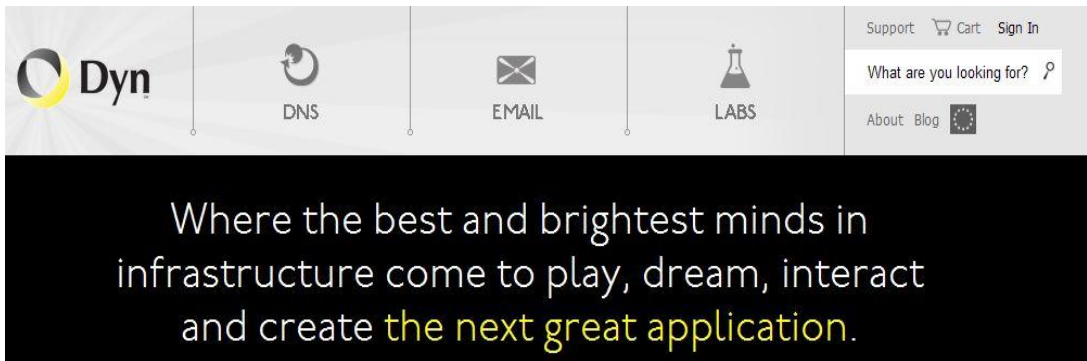 Dyn
DNS
EMAIL
LABS
Support Cart Sign In
What are you looking for?
About Blog
Where the best and brightest minds in
infrastructure come to play, dream, interact
and create the next great application.